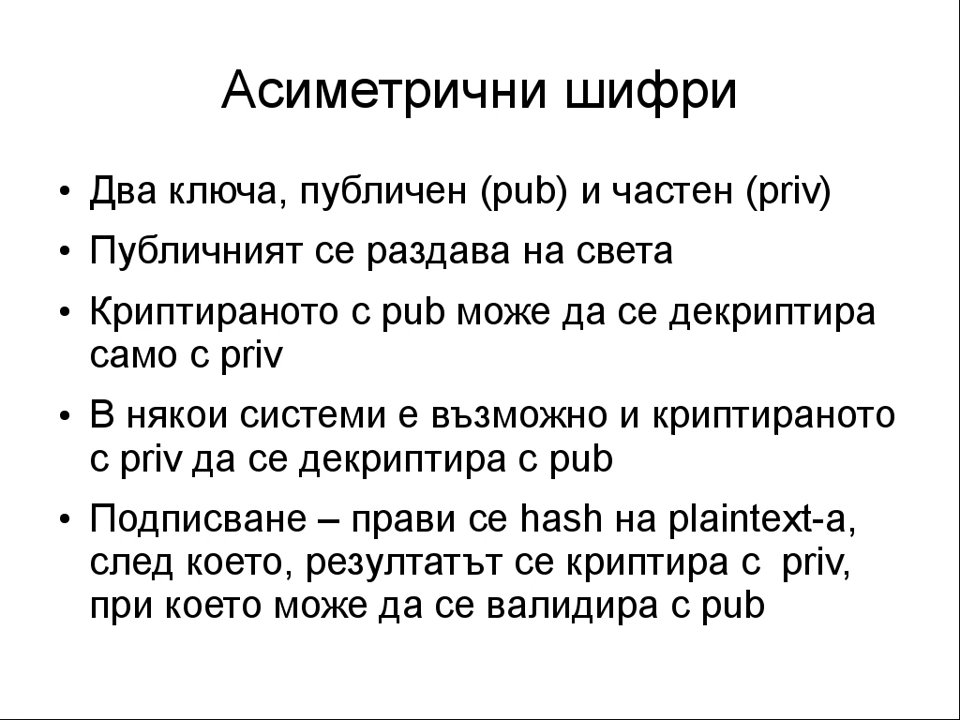 Асиметрични шифри
• Два ключа, публичен (pub) и частен (priv)
• Публичният се раздава на света
• Криптираното с pub може да се декриптира
само с priv
• В някои системи е възможно и криптираното
с priv да се декриптира с pub
• Подписване – прави се hash на plaintext-а,
след което, резултатът се криптира с  priv,
при което може да се валидира с pub